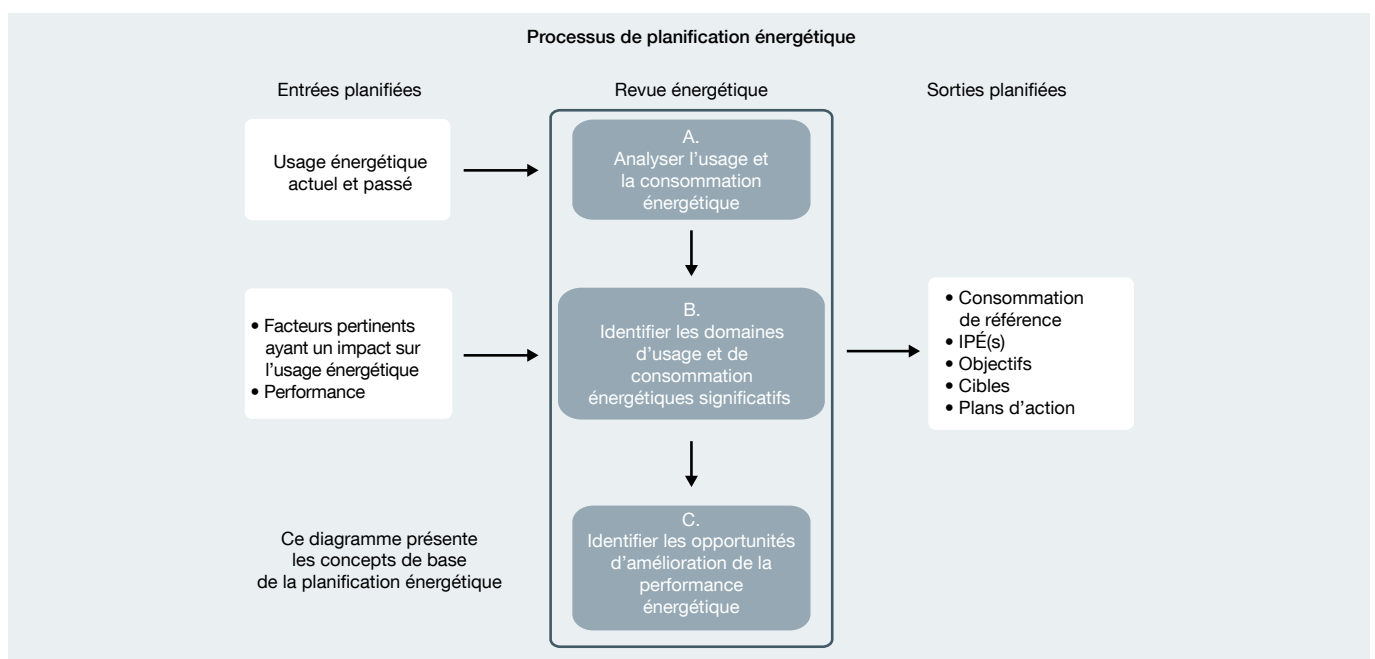 Processus de planification énergétique
Entrées planifiées
Revue énergétique
Sorties planifiées
Usage énergétique
actuel et passé
A.
Analyser l’usage et
la consommation
énergétique
• Facteurs pertinents
ayant un impact sur
l’usage énergétique
• Performance
B.
Identifier les domaines
d’usage et de
consommation
énergétiques significatifs
• Consommation
de référence
• IPÉ(s)
• Objectifs
• Cibles
• Plans d’action
Ce diagramme présente
les concepts de base
de la planification énergétique
C.
Identifier les opportunités
d’amélioration de la
performance
énergétique